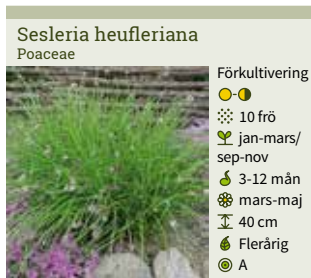 Sesleria heufleriana
Poaceae
Förkultivering
10 frö
jan-mars/
sep-nov
3-12 mån
mars-maj
40 cm
Flerårig
A